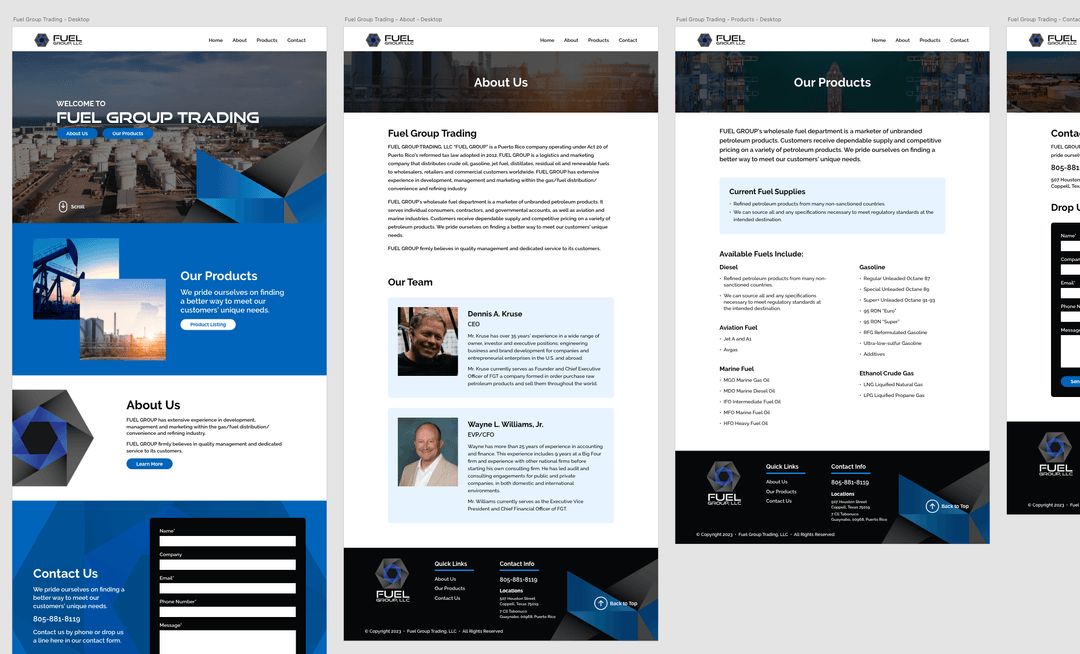 Fuel Group Trading - Desktop
FUEL
GROUP, LLC
Home
About
Products
Contact
WELCOME TO
FUEL GROUP TRADING
About Us
Our Products
Scroll
Our Products
We pride ourselves on finding
a better way to meet our
customers' unique needs.
Product Listing
About Us
FUEL GROUP has extensive experience in development,
management and marketing within the gas/fuel distribution/
convenience and refining industry.
FUEL GROUP firmly believes in quality management and dedicated
service to its customers.
Learn More
Contact Us
We pride ourselves on finding
a better way to meet our
customers' unique needs.
805-881-8119
Contact us by phone or drop us
a line here in our contact form.
Name*
Company
Email*
Phone Number*
Message*
Fuel Group Trading - About - Desktop
FUEL
GROUP, LLC
Home
About
Products
Contact
About Us
Fuel Group Trading
FUEL GROUP TRADING, LLC "FUEL GROUP" is a Puerto Rico company operating under Act 20 of
Puerto Rico's reformed tax law adopted in 2012. FUEL GROUP is a logistics and marketing
company that distributes crude oil, gasoline, jet fuel, distillates, residual oil and renewable fuels
to wholesalers, retailers and commercial customers worldwide. FUEL GROUP has extensive
experience in development, management and marketing within the gas/fuel distribution/
convenience and refining industry.
FUEL GROUP's wholesale fuel department is a marketer of unbranded petroleum products. It
serves individual consumers, contractors, and governmental accounts, as well as aviation and
marine industries. Customers receive dependable supply and competitive pricing on a variety of
petroleum products. We pride ourselves on finding a better way to meet our customers' unique
needs.
FUEL GROUP firmly believes in quality management and dedicated service to its customers.
Our Team
Dennis A. Kruse
CEO
Mr. Kruse has over 35 years' experience in a wide range of
owner, investor and executive positions, engineering
business and brand development for companies and
entrepreneurial enterprises in the U.S. and abroad.
Mr. Kruse currently serves as Founder and Chief Executive
Officer of FGT a company formed in order purchase raw
petroleum products and sell them throughout the world.
Wayne L. Williams, Jr.
EVP/CFO
Wayne has more than 25 years of experience in accounting
and finance. This experience includes 9 years at a Big Four
firm and experience with other national firms before
starting his own consulting firm. He has led audit and
consulting engagements for public and private
companies, in both domestic and international
environments.
Mr. Williams currently serves as the Executive Vice
President and Chief Financial Officer of FGT.
FUEL
GROUP, LLC
Quick Links
About Us
Our Products
Contact Us
Contact Info
805-881-8119
Locations
507 Houston Street
Coppell, Texas 75019
7 CS Tabonuco
Guaynabo, 00968, Puerto Rico
Back to Top
© Copyright 2023 • Fuel Group Trading, LLC • All Rights Reserved
Fuel Group Trading - Products - Desktop
FUEL
GROUP, LLC
Home
About
Products
Contact
Our Products
FUEL GROUP's wholesale fuel department is a marketer of unbranded
petroleum products. Customers receive dependable supply and competitive
pricing on a variety of petroleum products. We pride ourselves on finding a
better way to meet our customers' unique needs.
Current Fuel Supplies
• Refined petroleum products from many non-sanctioned countries.
• We can source all and any specifications necessary to meet regulatory standards at the
intended destination.
Available Fuels Include:
Diesel
• Refined petroleum products from many non-
sanctioned countries.
• We can source all and any specifications
necessary to meet regulatory standards at
the intended destination.
Aviation Fuel
• Jet A and A1
• Avgas
Marine Fuel
• MGO Marine Gas Oil
• MDO Marine Diesel Oil
• IFO Intermediate Fuel Oil
• MFO Marine Fuel Oil
• HFO Heavy Fuel Oil
Gasoline
• Regular Unleaded Octane 87
• Special Unleaded Octane 89
• Super+ Unleaded Octane 91-93
• 95 RON "Euro"
• 95 RON "Super"
• RFG Reformulated Gasoline
• Ultra-low-sulfur Gasoline
• Additives
Ethanol Crude Gas
• LNG Liquified Natural Gas
• LPG Liquified Propane Gas
FUEL
GROUP, LLC
Quick Links
About Us
Our Products
Contact Us
Contact Info
805-881-8119
Locations
507 Houston Street
Coppell, Texas 75019
7 CS Tabonuco
Guaynabo, 00968, Puerto Rico
Back to Top
© Copyright 2023 • Fuel Group Trading, LLC • All Rights Reserved
Fuel Group Trading - Contac
FUEL
GROUP, LLC
Contac
FUEL GROUP
pride ourselv
805-881
507 Houston
Coppell, Tex
Drop U
Name*
Company
Email*
Phone N
Message
Sen
FUEL
GROUP, LLC
© Copyright 2023 • Fuel